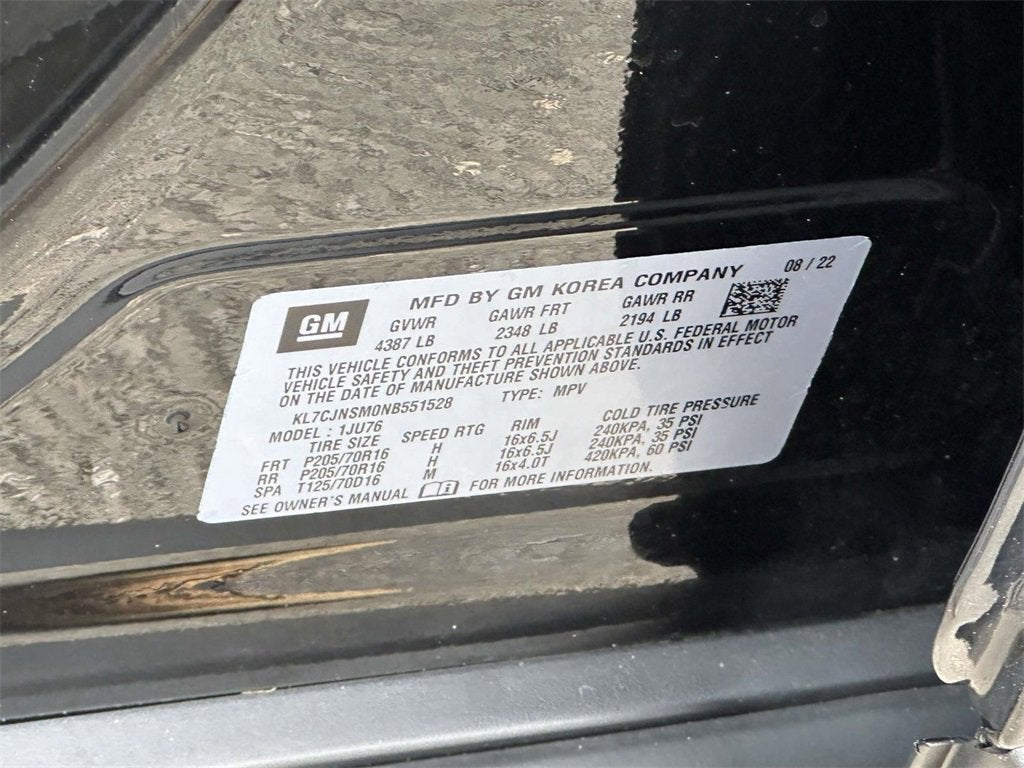 MFD BY GM KOREA COMPANY 08 / 22
GM GVWR GAWR FRT GAWR RR
4387 LB 2348 LB 2194 LB
THIS VEHICLE CONFORMS TO ALL APPLICABLE U.S. FEDERAL MOTOR
VEHICLE SAFETY AND THEFT PREVENTION STANDARDS IN EFFECT
ON THE DATE OF MANUFACTURE SHOWN ABOVE.
KL7CJNSM0NB551528 TYPE: MPV
MODEL : 1JU76
TIRE SIZE SPEED RTG RIM COLD TIRE PRESSURE
FRT P205/70R16 H 16x6.5J 240KPA, 35 PSI
RR P205/70R16 H 16x6.5J 240KPA, 35 PSI
SPA T125/70D16 M 16x4.0T 420KPA, 60 PSI
SEE OWNER'S MANUAL FOR MORE INFORMATION.